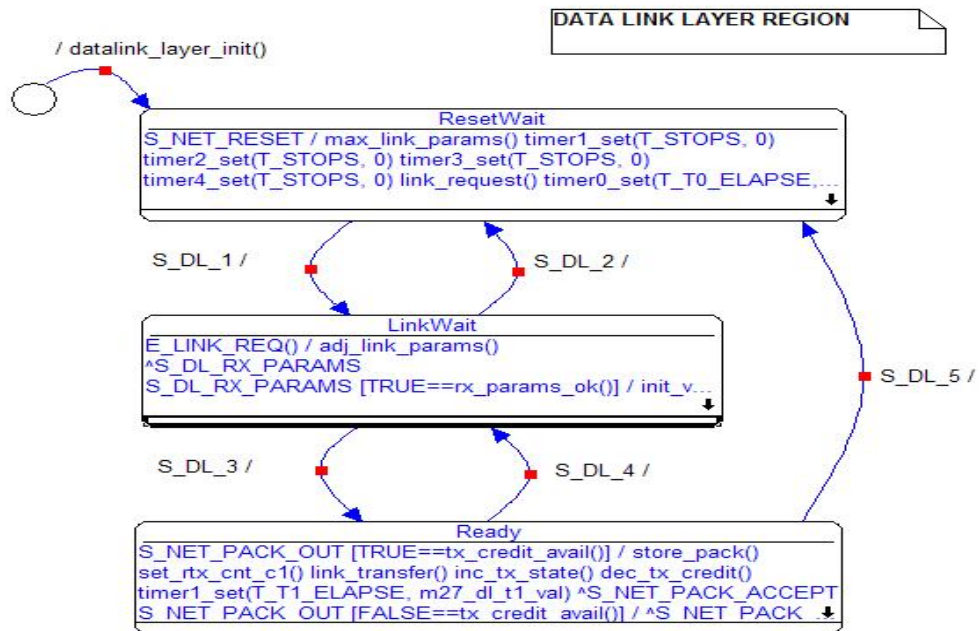 DATA LINK LAYER REGION
/ datalink_layer_init()
ResetWait
S_NET_RESET / max_link_params() timer1_set(T_STOPS, 0)
timer2_set(T_STOPS, 0) timer3_set(T_STOPS, 0)
timer4_set(T_STOPS, 0) link_request() timer0_set(T_T0_ELAPSE,...
S_DL_1 /
S_DL_2 /
LinkWait
E_LINK_REQ() / adj_link_params()
^S_DL_RX_PARAMS
S_DL_RX_PARAMS [TRUE==rx_params_ok()] / init_v...
S_DL_5 /
S_DL_3 /
S_DL_4 /
Ready
S_NET_PACK_OUT [TRUE==tx_credit_avail()] / store_pack()
set_rtx_cnt_c1() link_transfer() inc_tx_state() dec_tx_credit()
timer1_set(T_T1_ELAPSE, m27_dl_t1_val) ^S_NET_PACK_ACCEPT
S_NET_PACK_OUT [FALSE==tx_credit_avail()] / ^S_NET_PACK_...